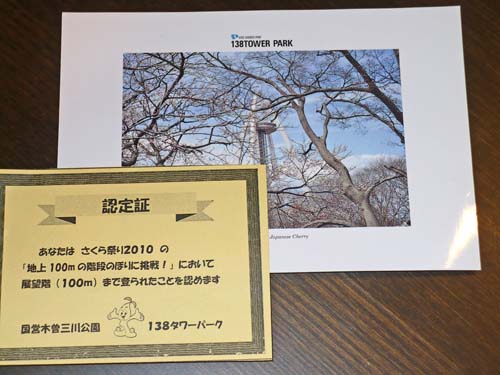 138TOWER PARK
Japanese Cherry
認定証
あなたは さくら祭り2010 の
「地上100mの階段のぼりに挑戦！」において
展望階（100m）まで登られたことを認めます
国営木曽三川公園 138タワーパーク